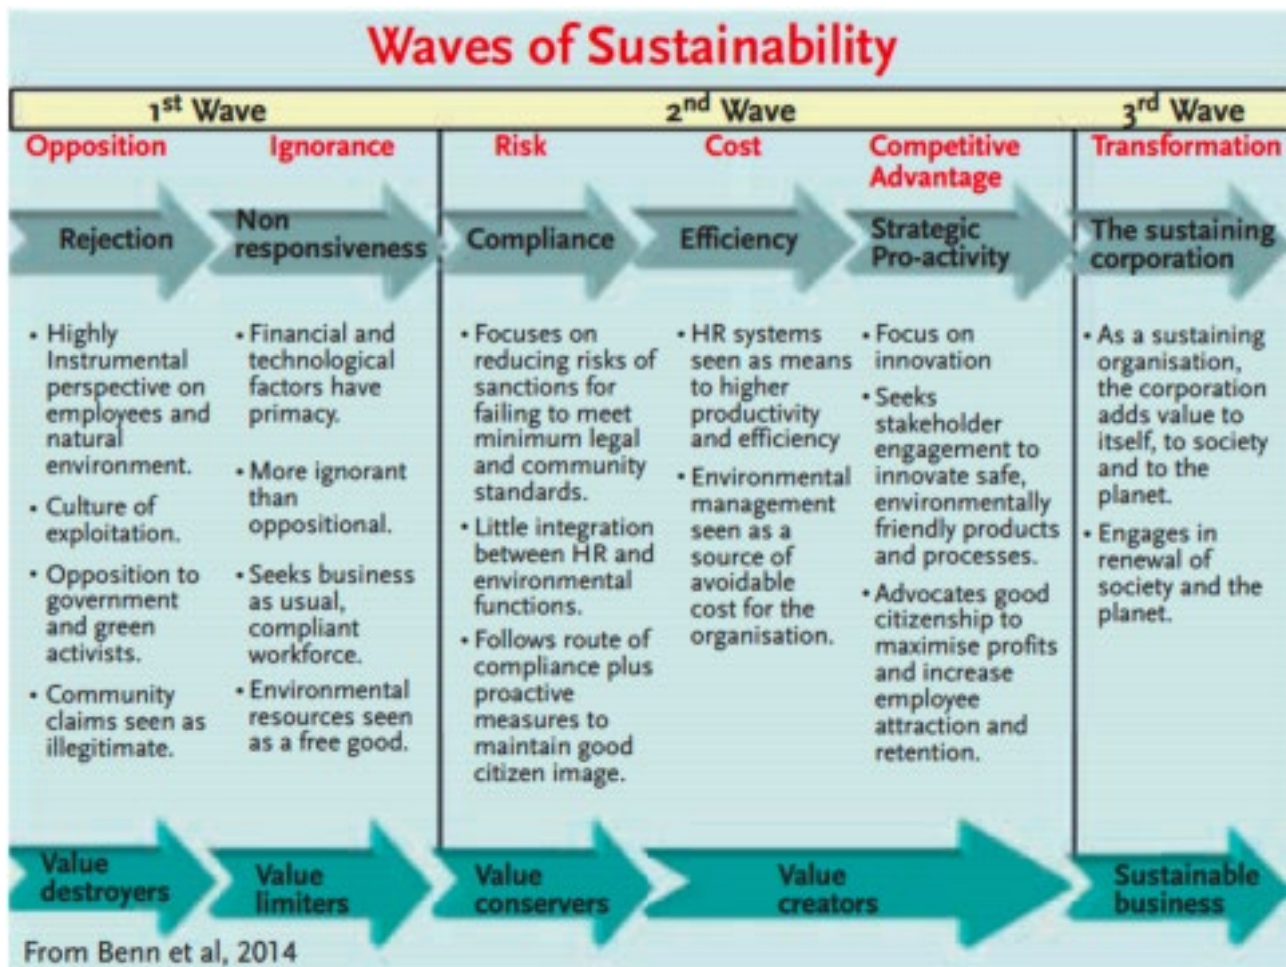 Waves of Sustainability
1st Wave
2nd Wave
3rd Wave
Opposition
Ignorance
Risk
Cost
Competitive
Advantage
Transformation
Rejection
Non
responsiveness
Compliance
Efficiency
Strategic
Pro-activity
The sustaining
corporation
• Highly
Instrumental
perspective on
employees and
natural
environment.
• Culture of
exploitation.
• Opposition to
government
and green
activists.
• Community
claims seen as
illegitimate.
• Financial and
technological
factors have
primacy.
• More ignorant
than
oppositional.
• Seeks business
as usual,
compliant
workforce.
• Environmental
resources seen
as a free good.
• Focuses on
reducing risks of
sanctions for
failing to meet
minimum legal
and community
standards.
• Little integration
between HR and
environmental
functions.
• Follows route of
compliance plus
proactive
measures to
maintain good
citizen image.
• HR systems
seen as means
to higher
productivity
and efficiency
• Environmental
management
seen as a
source of
avoidable
cost for the
organisation.
• Focus on
innovation
• Seeks
stakeholder
engagement to
innovate safe,
environmentally
friendly products
and processes.
• Advocates good
citizenship to
maximise profits
and increase
employee
attraction and
retention.
• As a sustaining
organisation,
the corporation
adds value to
itself, to society
and to the
planet.
• Engages in
renewal of
society and the
planet.
Value
destroyers
Value
limiters
Value
conservers
Value
creators
Sustainable
business
From Benn et al, 2014